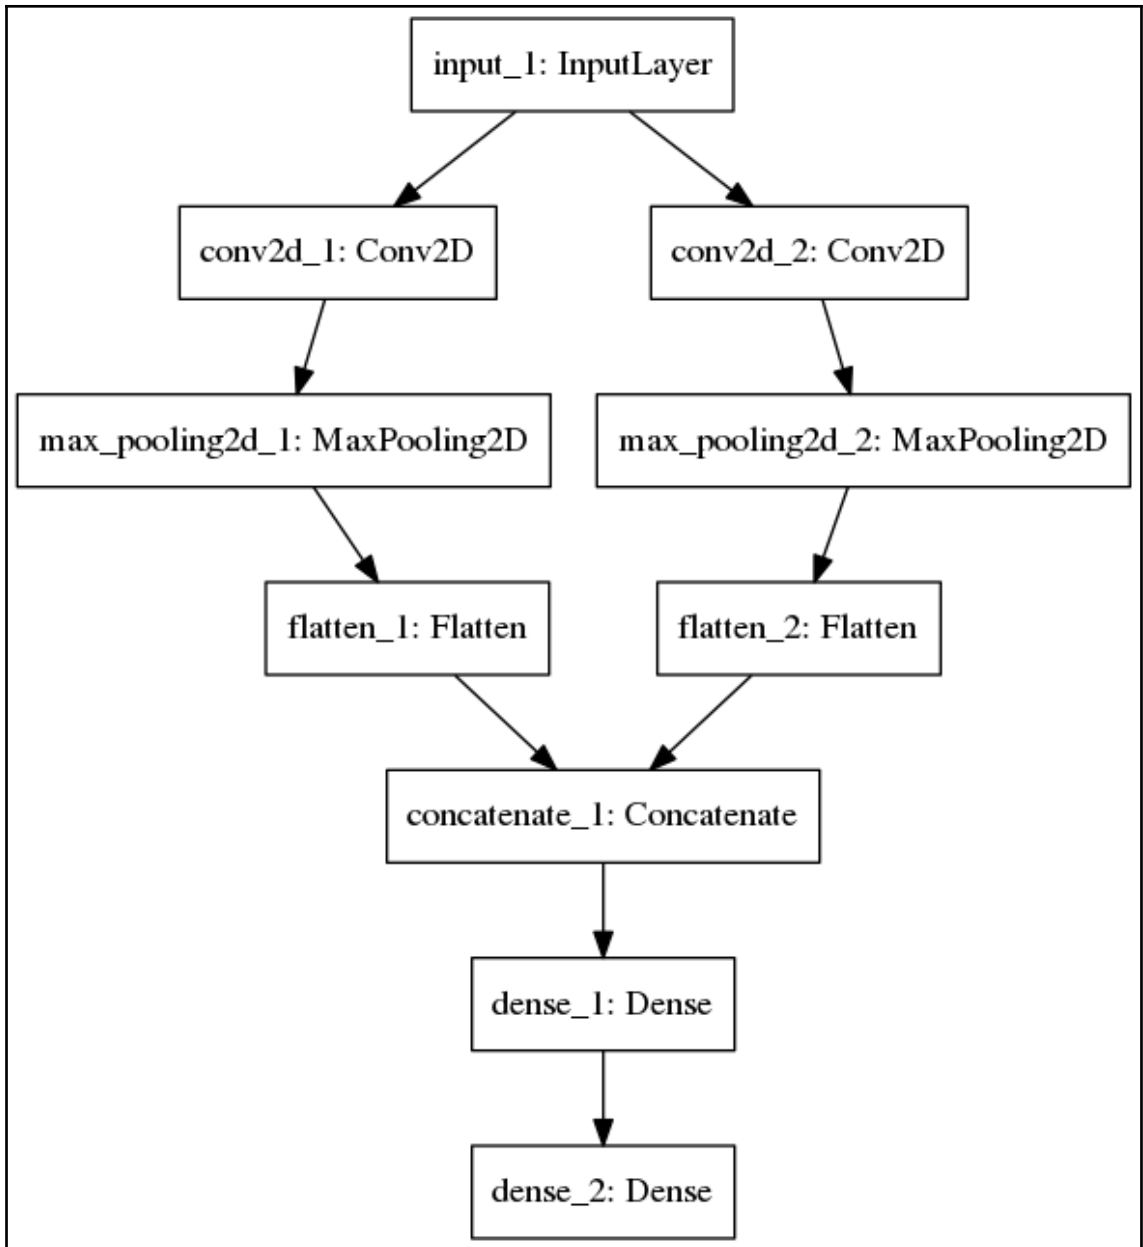 input_1: InputLayer
conv2d_1: Conv2D
conv2d_2: Conv2D
max_pooling2d_1: MaxPooling2D
max_pooling2d_2: MaxPooling2D
flatten_1: Flatten
flatten_2: Flatten
concatenate_1: Concatenate
dense_1: Dense
dense_2: Dense